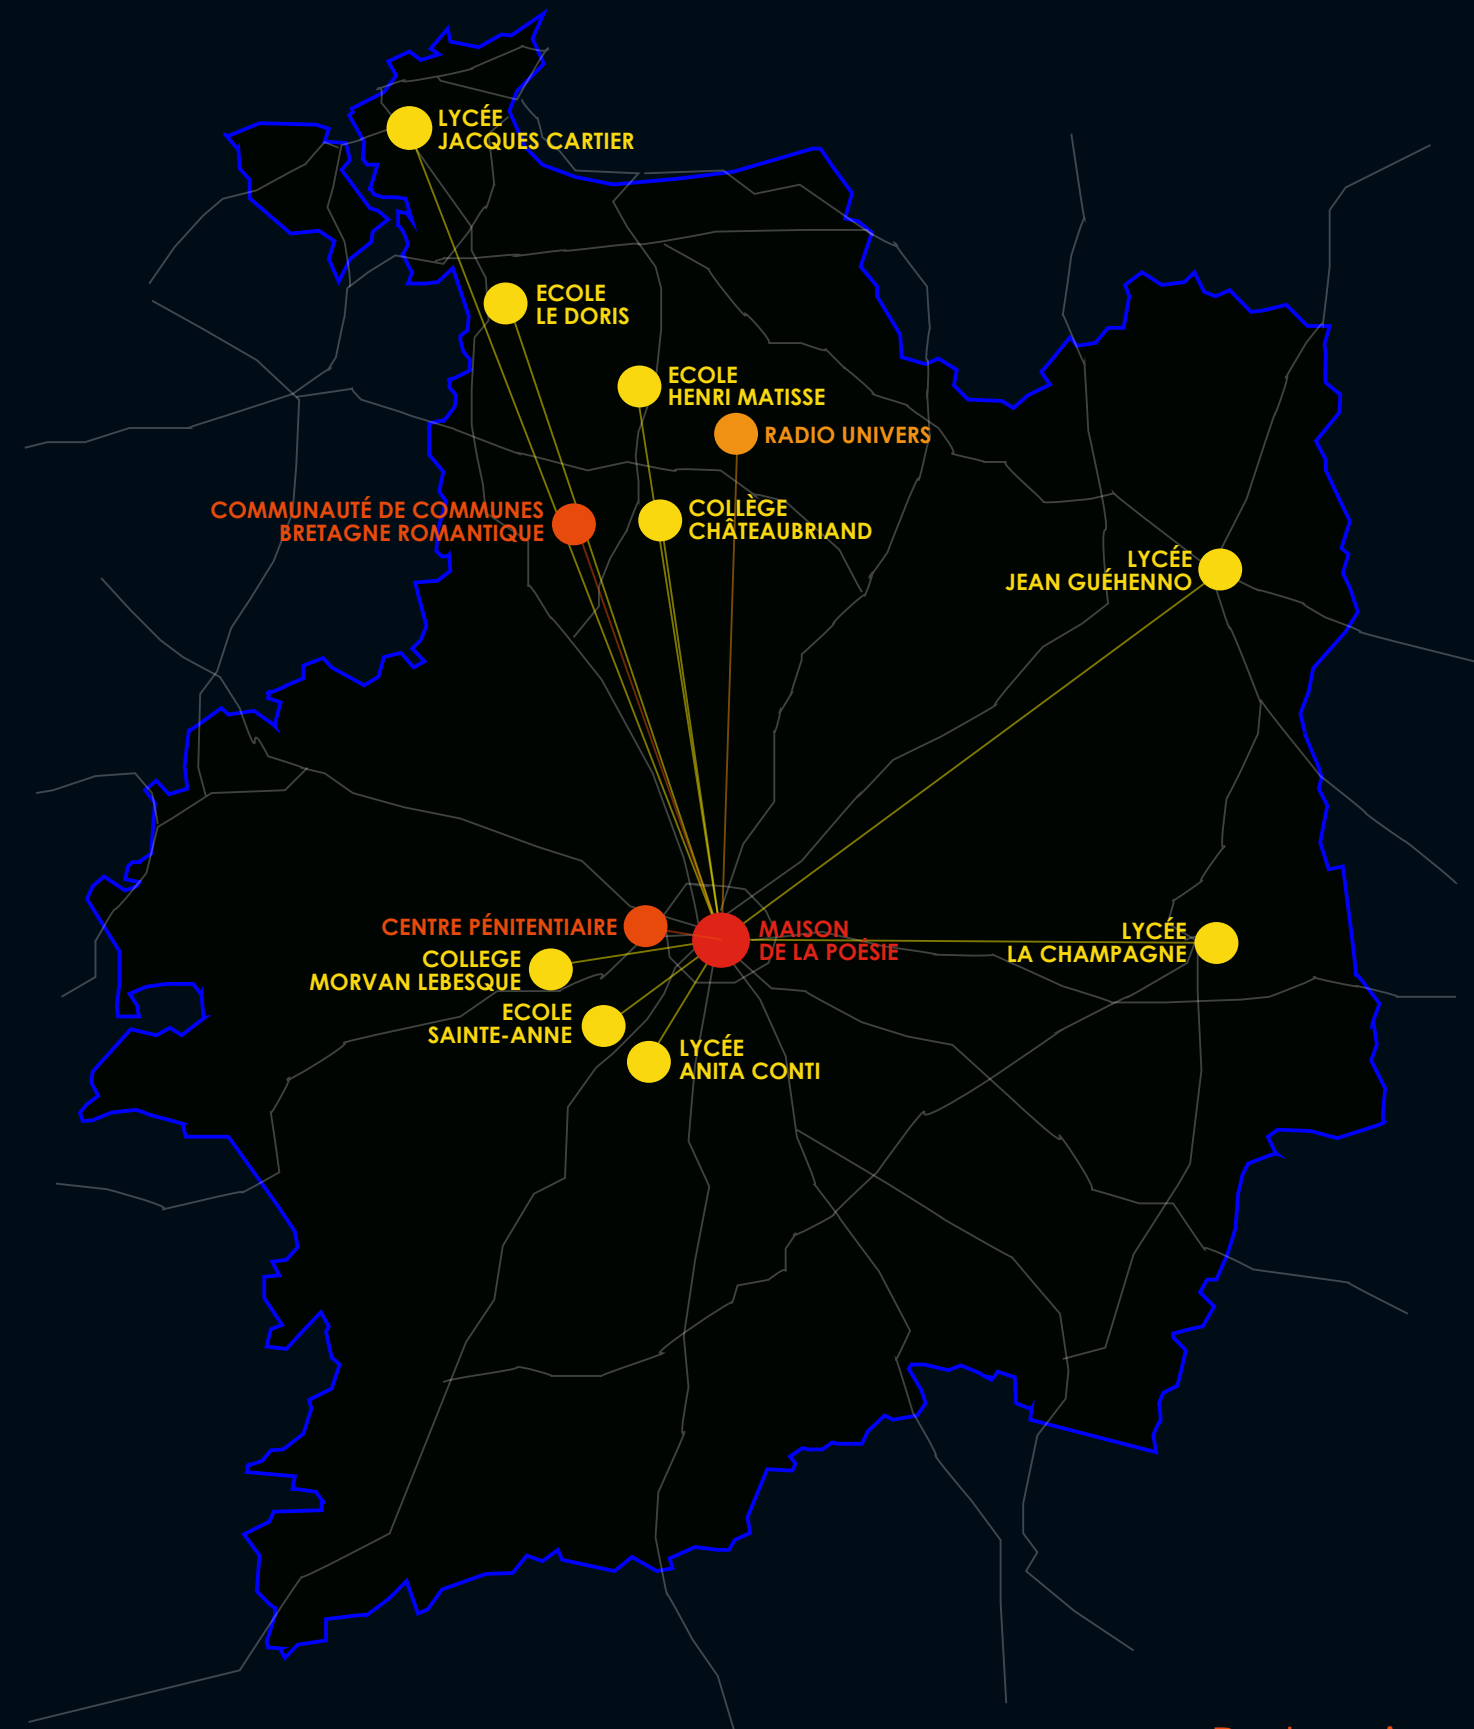 LYCÉE
JACQUES CARTIER
ECOLE
LE DORIS
ECOLE
HENRI MATISSE
RADIO UNIVERS
COMMUNAUTÉ DE COMMUNES
BRETAGNE ROMANTIQUE
COLLÈGE
CHÂTEAUBRIAND
LYCÉE
JEAN GUÉHENNO
CENTRE PÉNITENTIAIRE
MAISON
DE LA POÉSIE
LYCÉE
LA CHAMPAGNE
COLLEGE
MORVAN LEBESQUE
ECOLE
SAINTE-ANNE
LYCÉE
ANITA CONTI